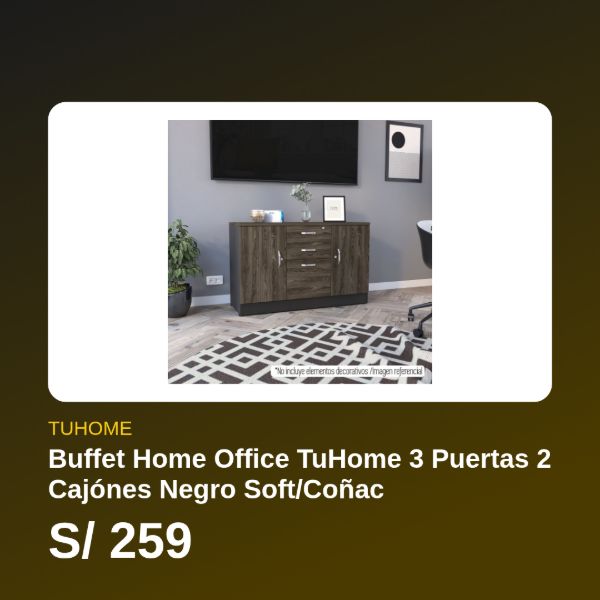 *No incluye elementos decorativos /Imagen referencial
TUHOME
Buffet Home Office TuHome 3 Puertas 2
Cajónes Negro Soft/Coñac
S/ 259